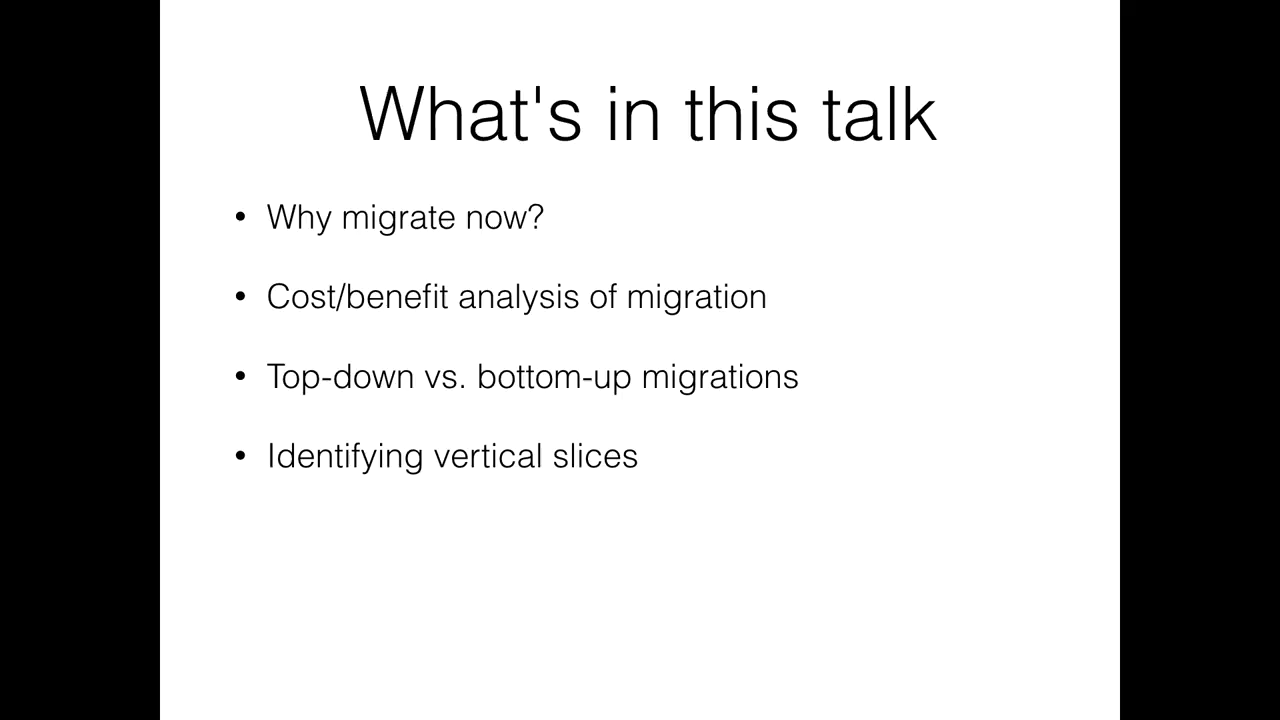 What's in this talk
• Why migrate now?
• Cost/benefit analysis of migration
• Top-down vs. bottom-up migrations
• Identifying vertical slices